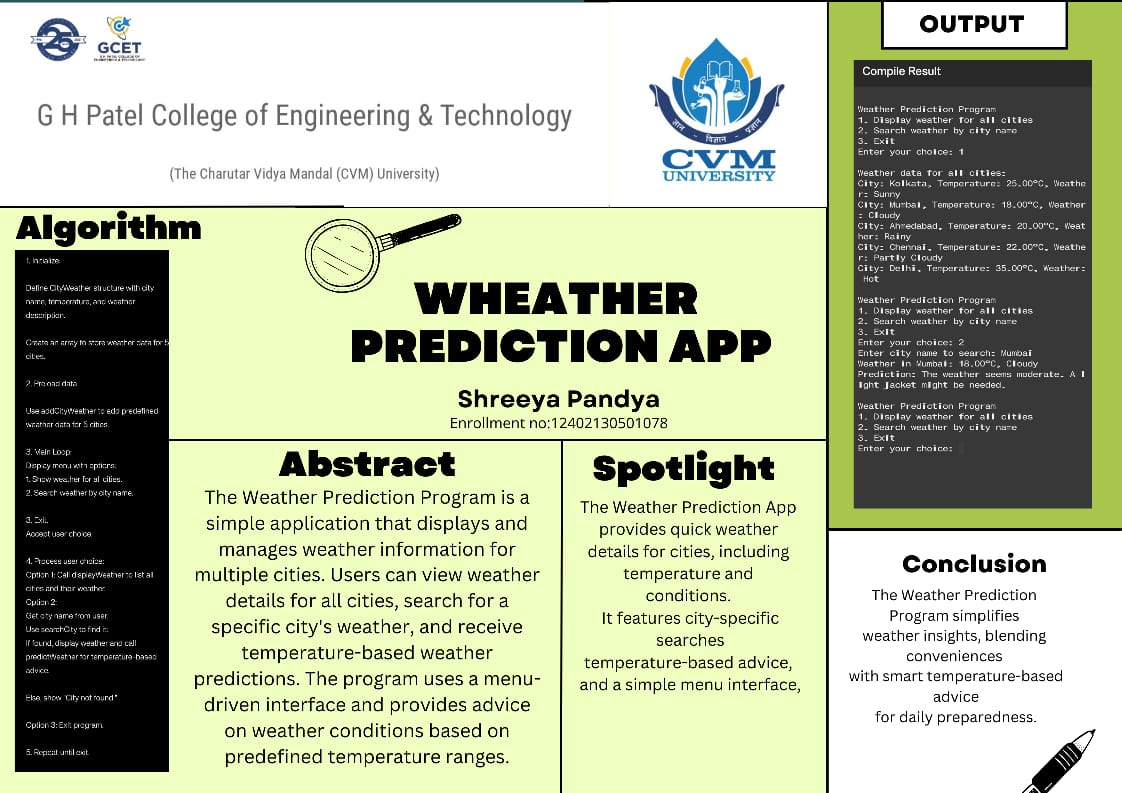 GCET
G H PATEL COLLEGE OF
ENGINEERING & TECHNOLOGY
G H Patel College of Engineering & Technology
(The Charutar Vidya Mandal (CVM) University)
ज्ञान - विज्ञान - प्रज्ञान
CVM
UNIVERSITY
Algorithm
1. Initialize:
Define CityWeather structure with city
name, temperature, and weather
description.
Create an array to store weather data for 5
cities.
2. Preload data
Use addCityWeather to add predefined
weather data for 5 cities.
3. Main Loop:
Display menu with options:
1. Show weather for all cities.
2. Search weather by city name.
3. Exit.
Accept user choice.
4. Process user choice:
Option 1: Call displayWeather to list all
cities and their weather.
Option 2:
Get city name from user.
Use searchCity to find it:
If found, display weather and call
predictWeather for temperature-based
advice.
Else, show "City not found."
Option 3: Exit program.
5. Repeat until exit.
WHEATHER
PREDICTION APP
Shreeya Pandya
Enrollment no:12402130501078
Abstract
The Weather Prediction Program is a
simple application that displays and
manages weather information for
multiple cities. Users can view weather
details for all cities, search for a
specific city's weather, and receive
temperature-based weather
predictions. The program uses a menu-
driven interface and provides advice
on weather conditions based on
predefined temperature ranges.
Spotlight
The Weather Prediction App
provides quick weather
details for cities, including
temperature and
conditions.
It features city-specific
searches
temperature-based advice,
and a simple menu interface,
OUTPUT
Compile Result
Weather Prediction Program
1. Display weather for all cities
2. Search weather by city name
3. Exit
Enter your choice: 1
Weather data for all cities:
City: Kolkata, Temperature: 25.00°C, Weathe
r: Sunny
City: Mumbai, Temperature: 18.00°C, Weather
: Cloudy
City: Ahmedabad, Temperature: 20.00°C, Weat
her: Rainy
City: Chennai, Temperature: 22.00°C, Weathe
r: Partly Cloudy
City: Delhi, Temperature: 35.00°C, Weather:
Hot
Weather Prediction Program
1. Display weather for all cities
2. Search weather by city name
3. Exit
Enter your choice: 2
Enter city name to search: Mumbai
Weather in Mumbai: 18.00°C, Cloudy
Prediction: The weather seems moderate. A l
ight jacket might be needed.
Weather Prediction Program
1. Display weather for all cities
2. Search weather by city name
3. Exit
Enter your choice:
Conclusion
The Weather Prediction
Program simplifies
weather insights, blending
conveniences
with smart temperature-based
advice
for daily preparedness.